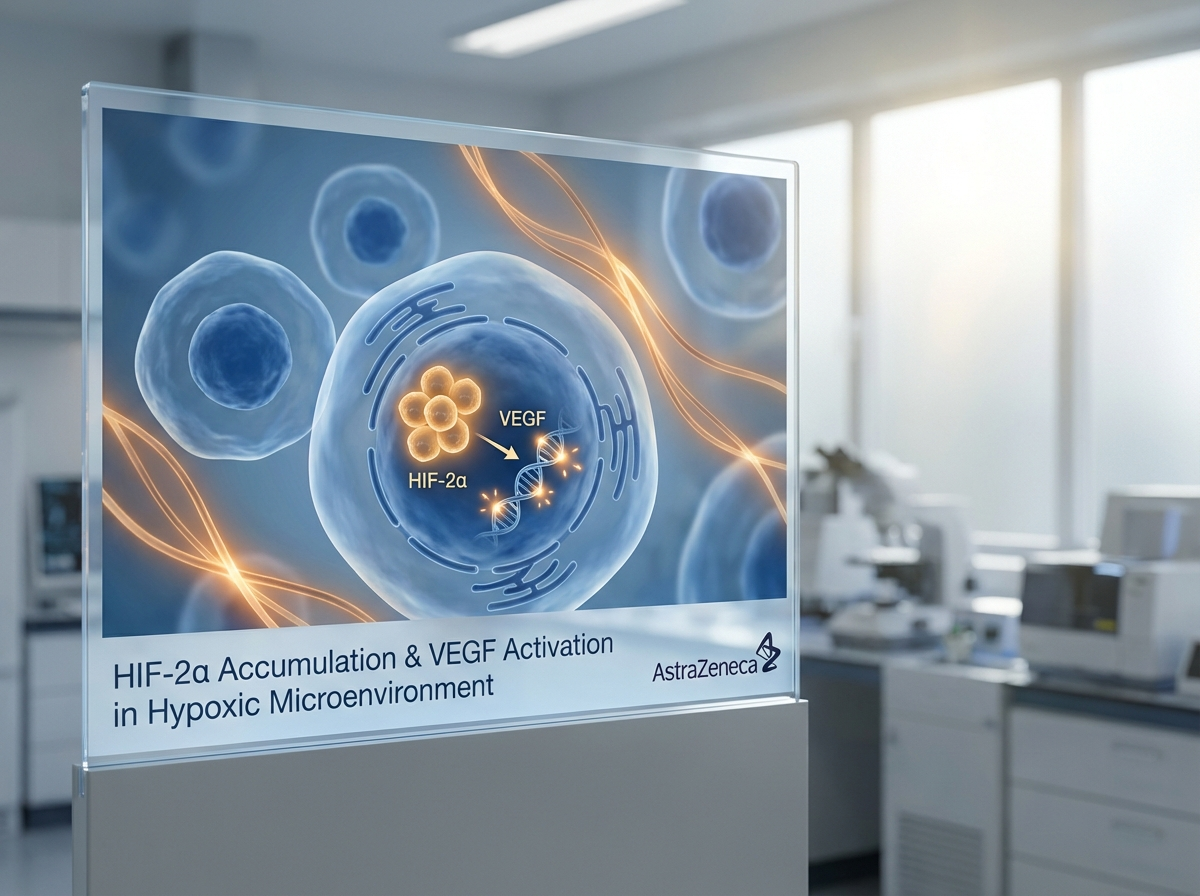 VEGF
HIF-2α
HIF-2α Accumulation & VEGF Activation
in Hypoxic Microenvironment
AstraZeneca